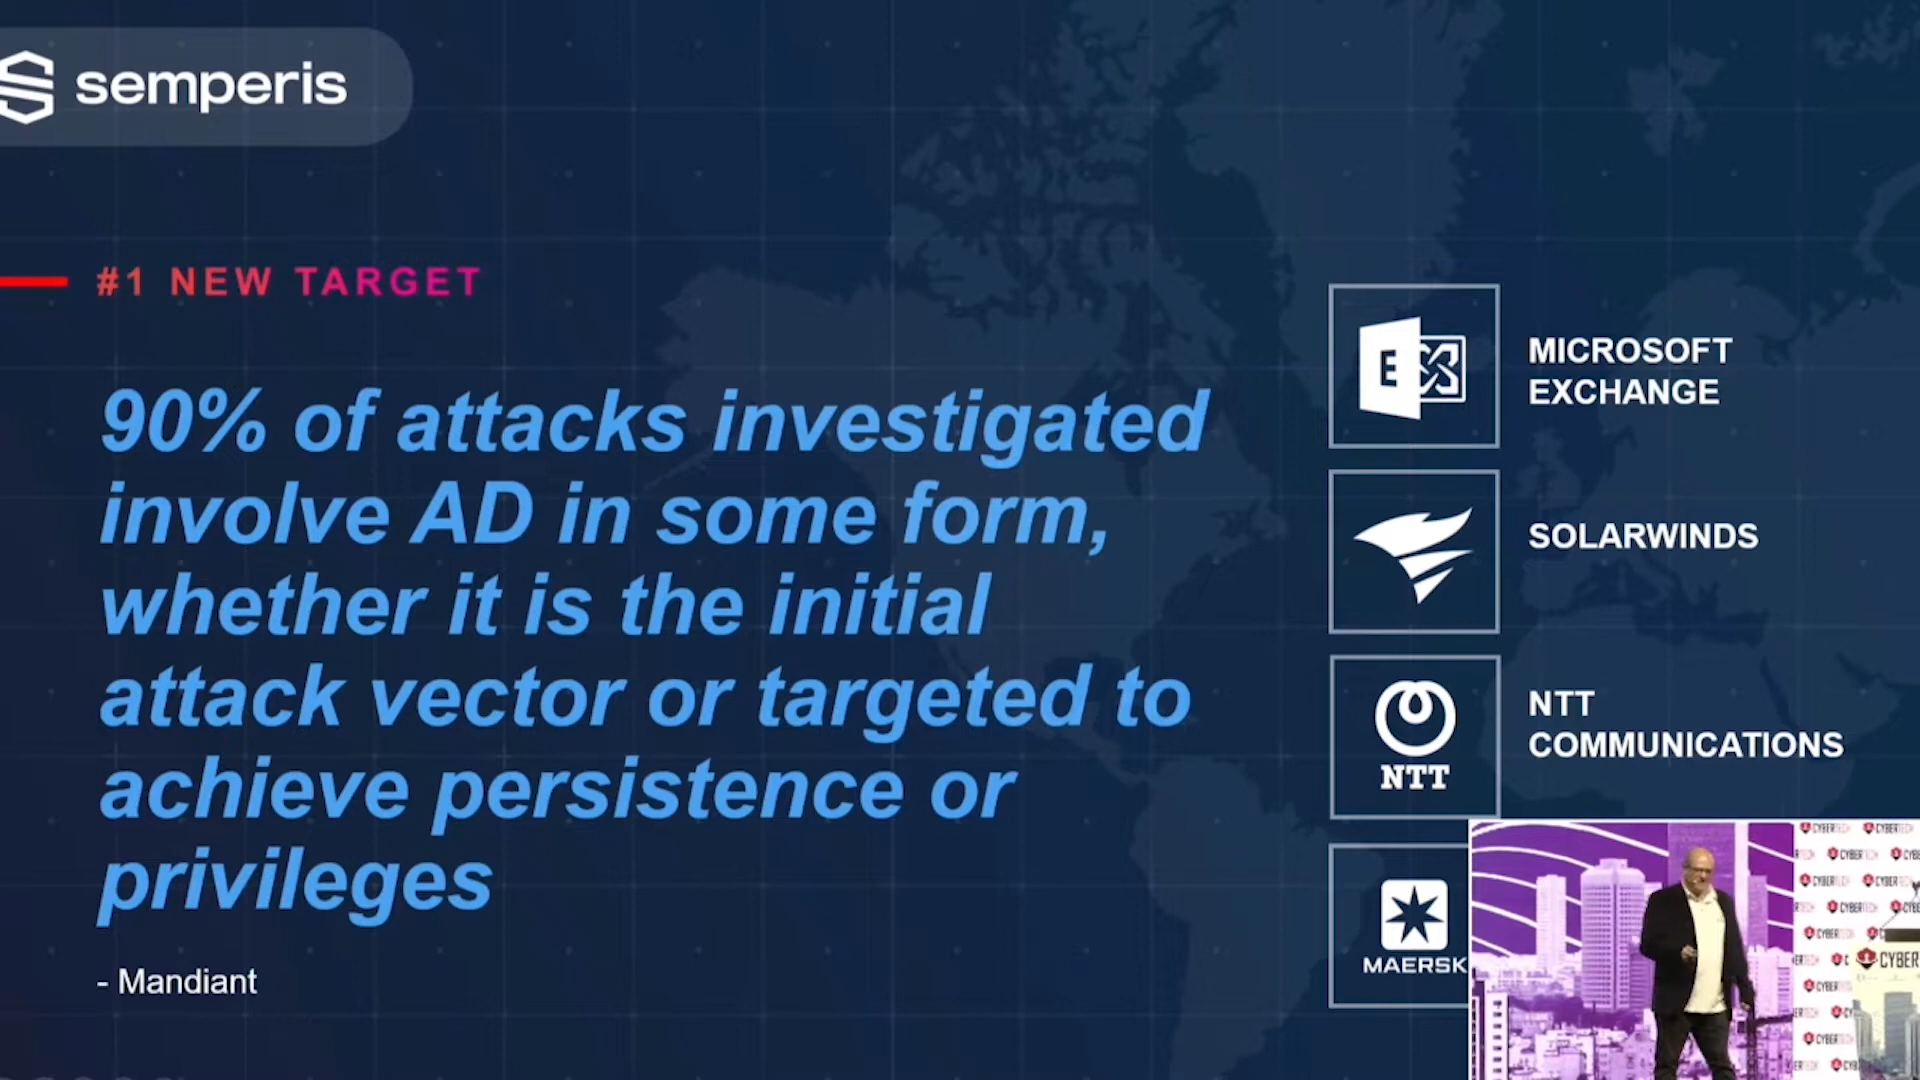 semperis
#1 NEW TARGET
90% of attacks investigated
involve AD in some form,
whether it is the initial
attack vector or targeted to
achieve persistence or
privileges
- Mandiant
E
MICROSOFT
EXCHANGE
SOLARWINDS
NTT
NTT
COMMUNICATIONS
MAERSK
CYBERTECH
CYBER